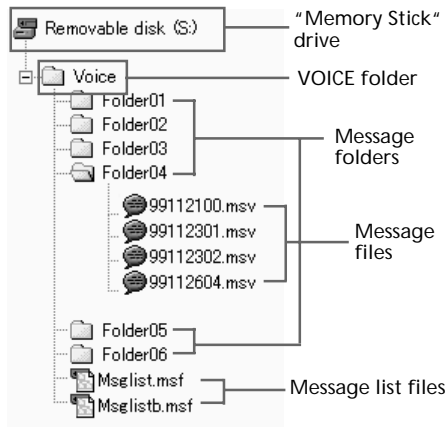 Removable disk (S:)
"Memory Stick" drive
Voice
VOICE folder
Folder01
Folder02
Folder03
Folder04
Message folders
99112100.msv
99112301.msv
99112302.msv
99112604.msv
Message files
Folder05
Folder06
Msglist.msf
Msglistb.msf
Message list files